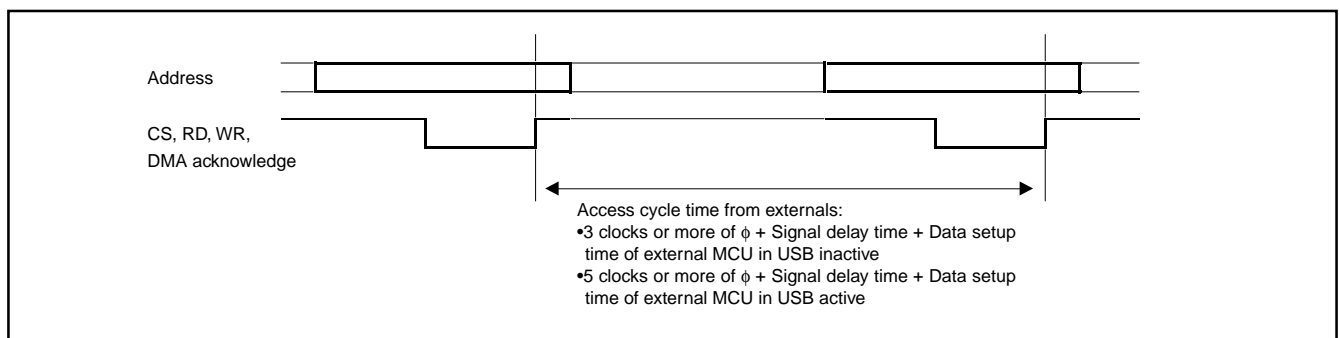 Address
CS, RD, WR,
DMA acknowledge
Access cycle time from externals:
•3 clocks or more of ϕ + Signal delay time + Data setup
time of external MCU in USB inactive
•5 clocks or more of ϕ + Signal delay time + Data setup
time of external MCU in USB active